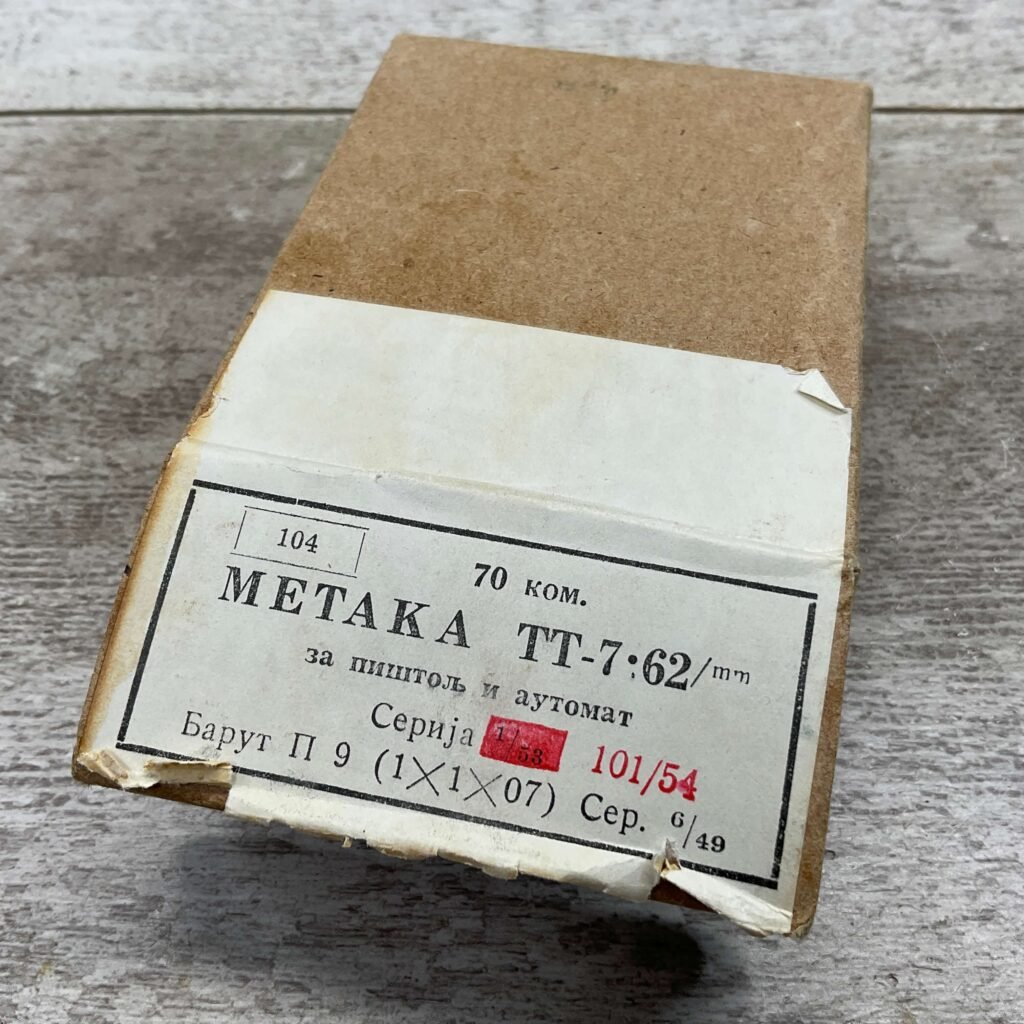 104
70 ком.
МЕТАКА ТТ-7:62/mm
за пиштољ и аутомат
Серија 1/53 101/54
Барут П 9 (1×1×07) Сер. 6/49